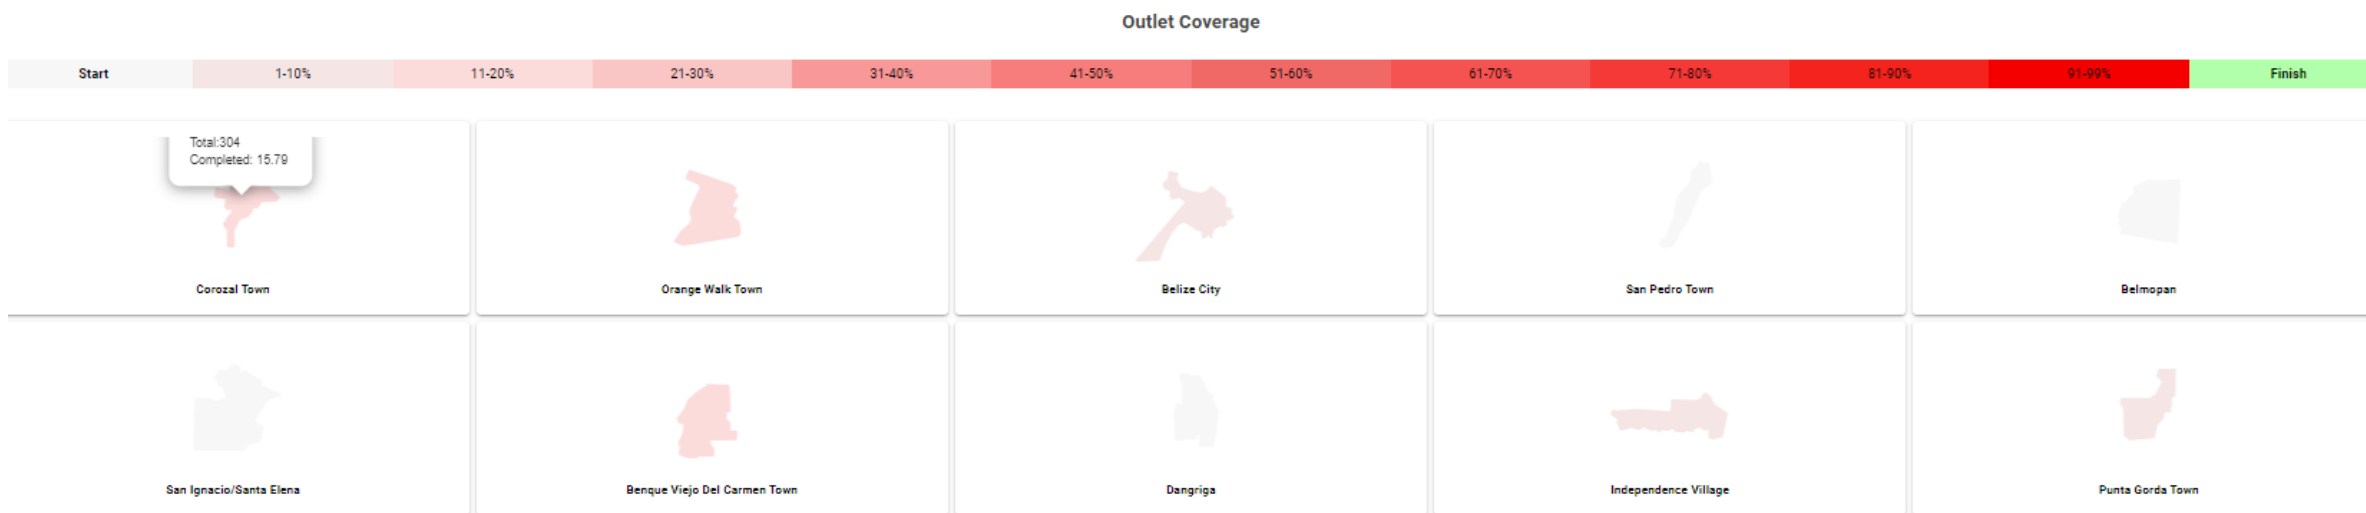 Outlet Coverage
Start 1-10% 11-20% 21-30% 31-40% 41-50% 51-60% 61-70% 71-80% 81-90% 91-99% Finish
Total:304
Completed: 15.79
Corozal Town
Orange Walk Town
Belize City
San Pedro Town
Belmopan
San Ignacio/Santa Elena
Benque Viejo Del Carmen Town
Dangriga
Independence Village
Punta Gorda Town